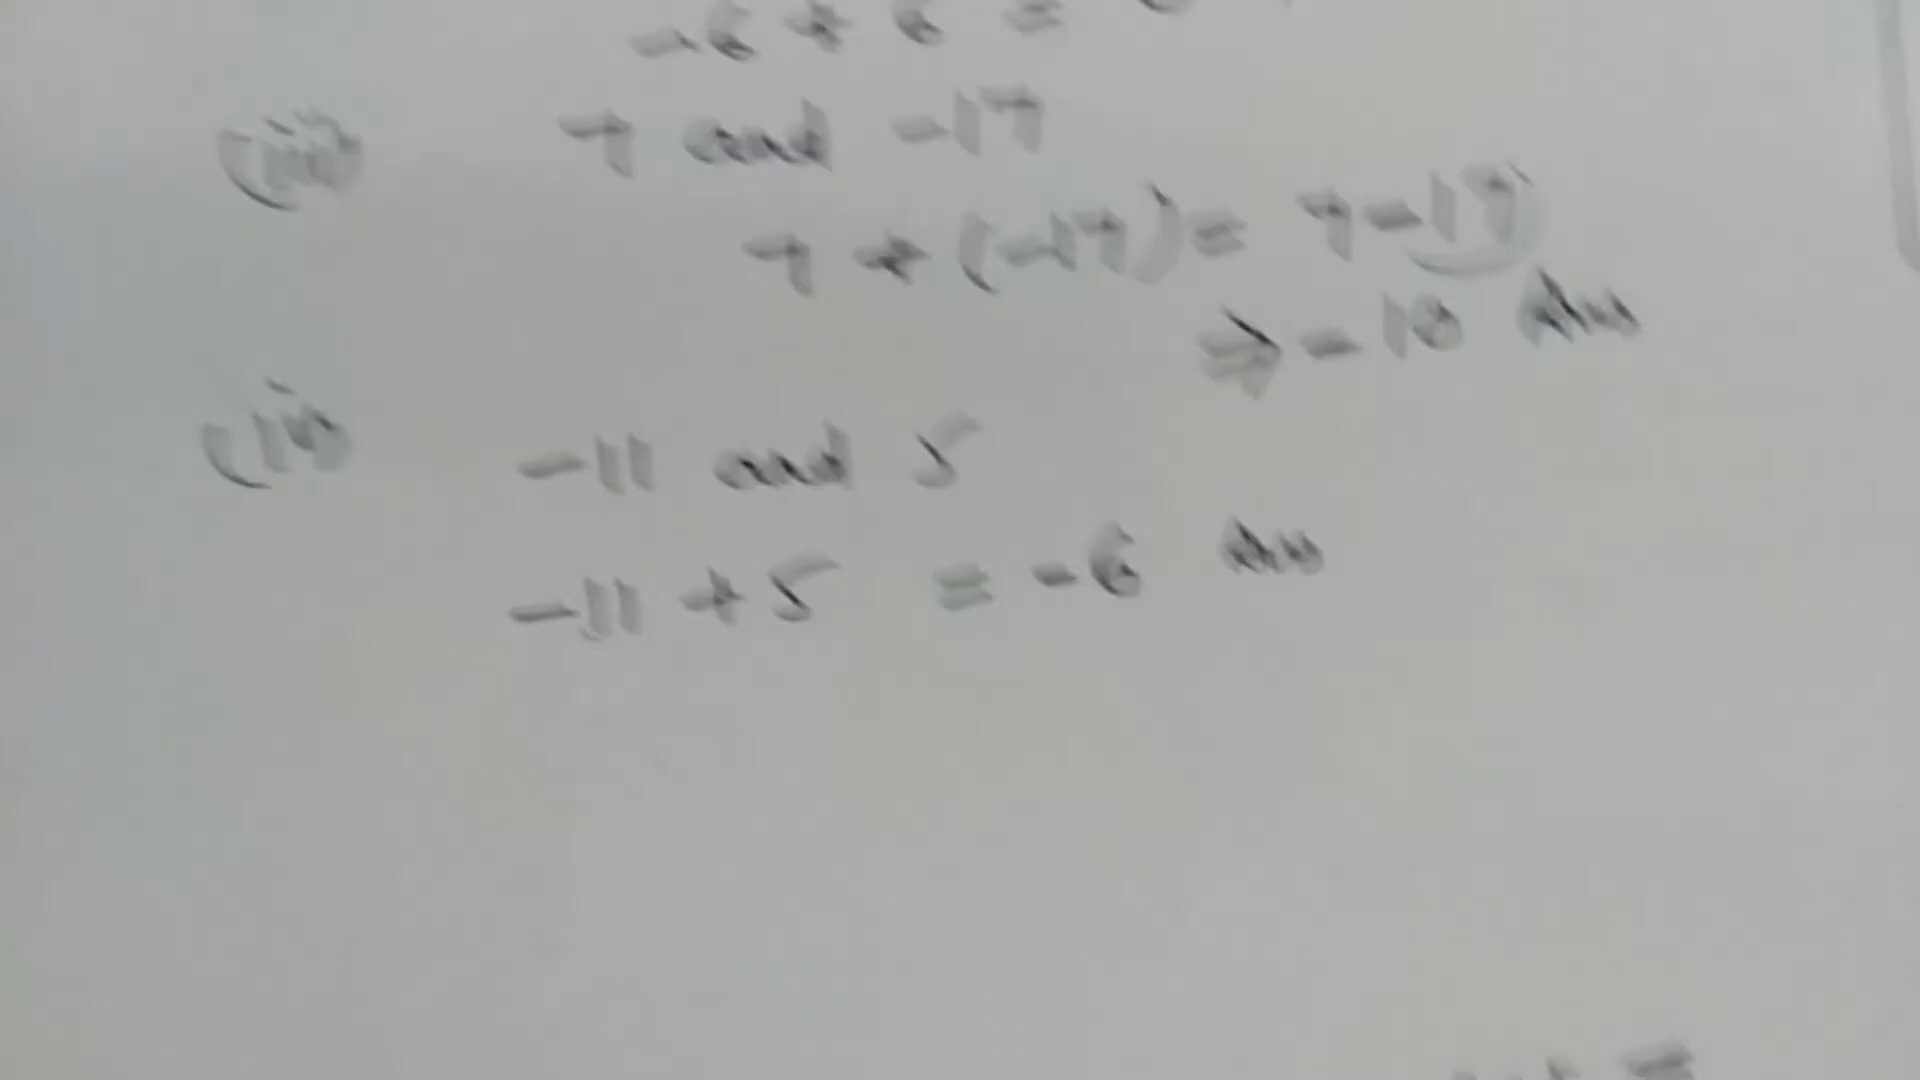 -6 + 6 =
(iii) 7 and -17
7 + (-17) = 7-17
⇒ -10 Ans
(iv) -11 and 5
-11 + 5 = -6 Ans